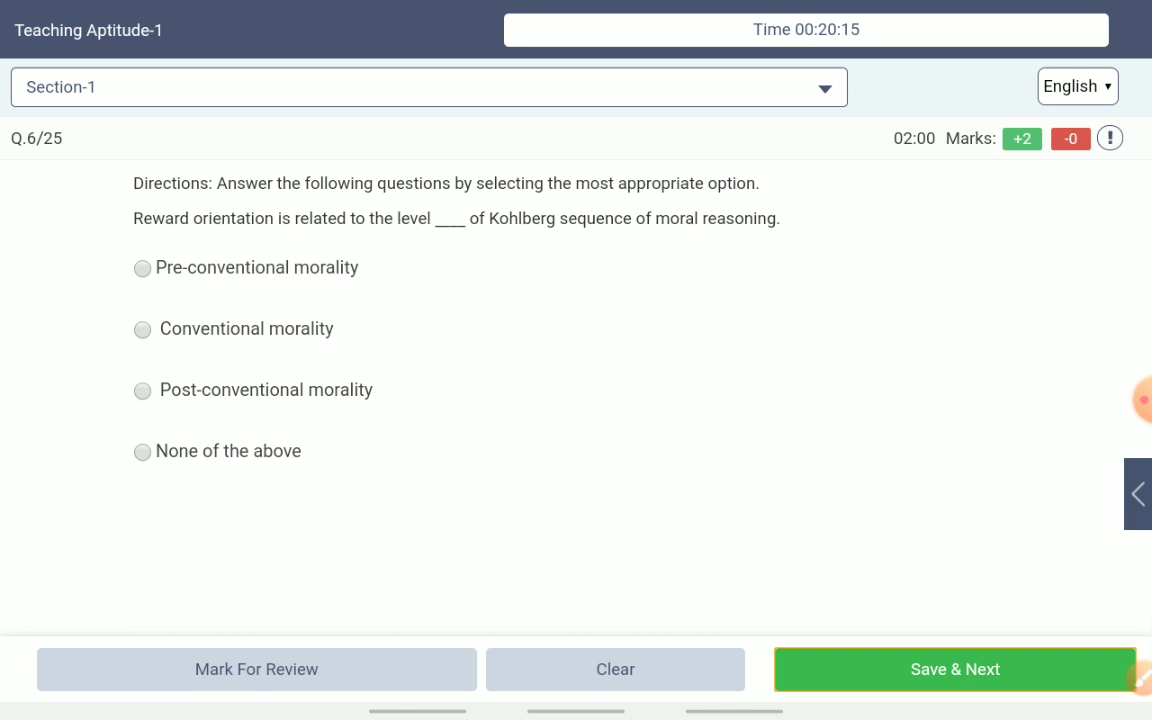 Teaching Aptitude-1
Time 00:20:15
Section-1
English
Q.6/25
02:00 Marks: +2 -0 !
Directions: Answer the following questions by selecting the most appropriate option.
Reward orientation is related to the level ____ of Kohlberg sequence of moral reasoning.
Pre-conventional morality
Conventional morality
Post-conventional morality
None of the above
Mark For Review
Clear
Save & Next